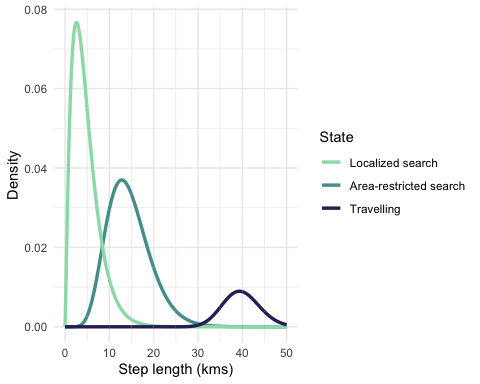 0.08
0.06
0.04
0.02
0.00
Density
0 10 20 30 40 50
Step length (kms)
State
Localized search
Area-restricted search
Travelling